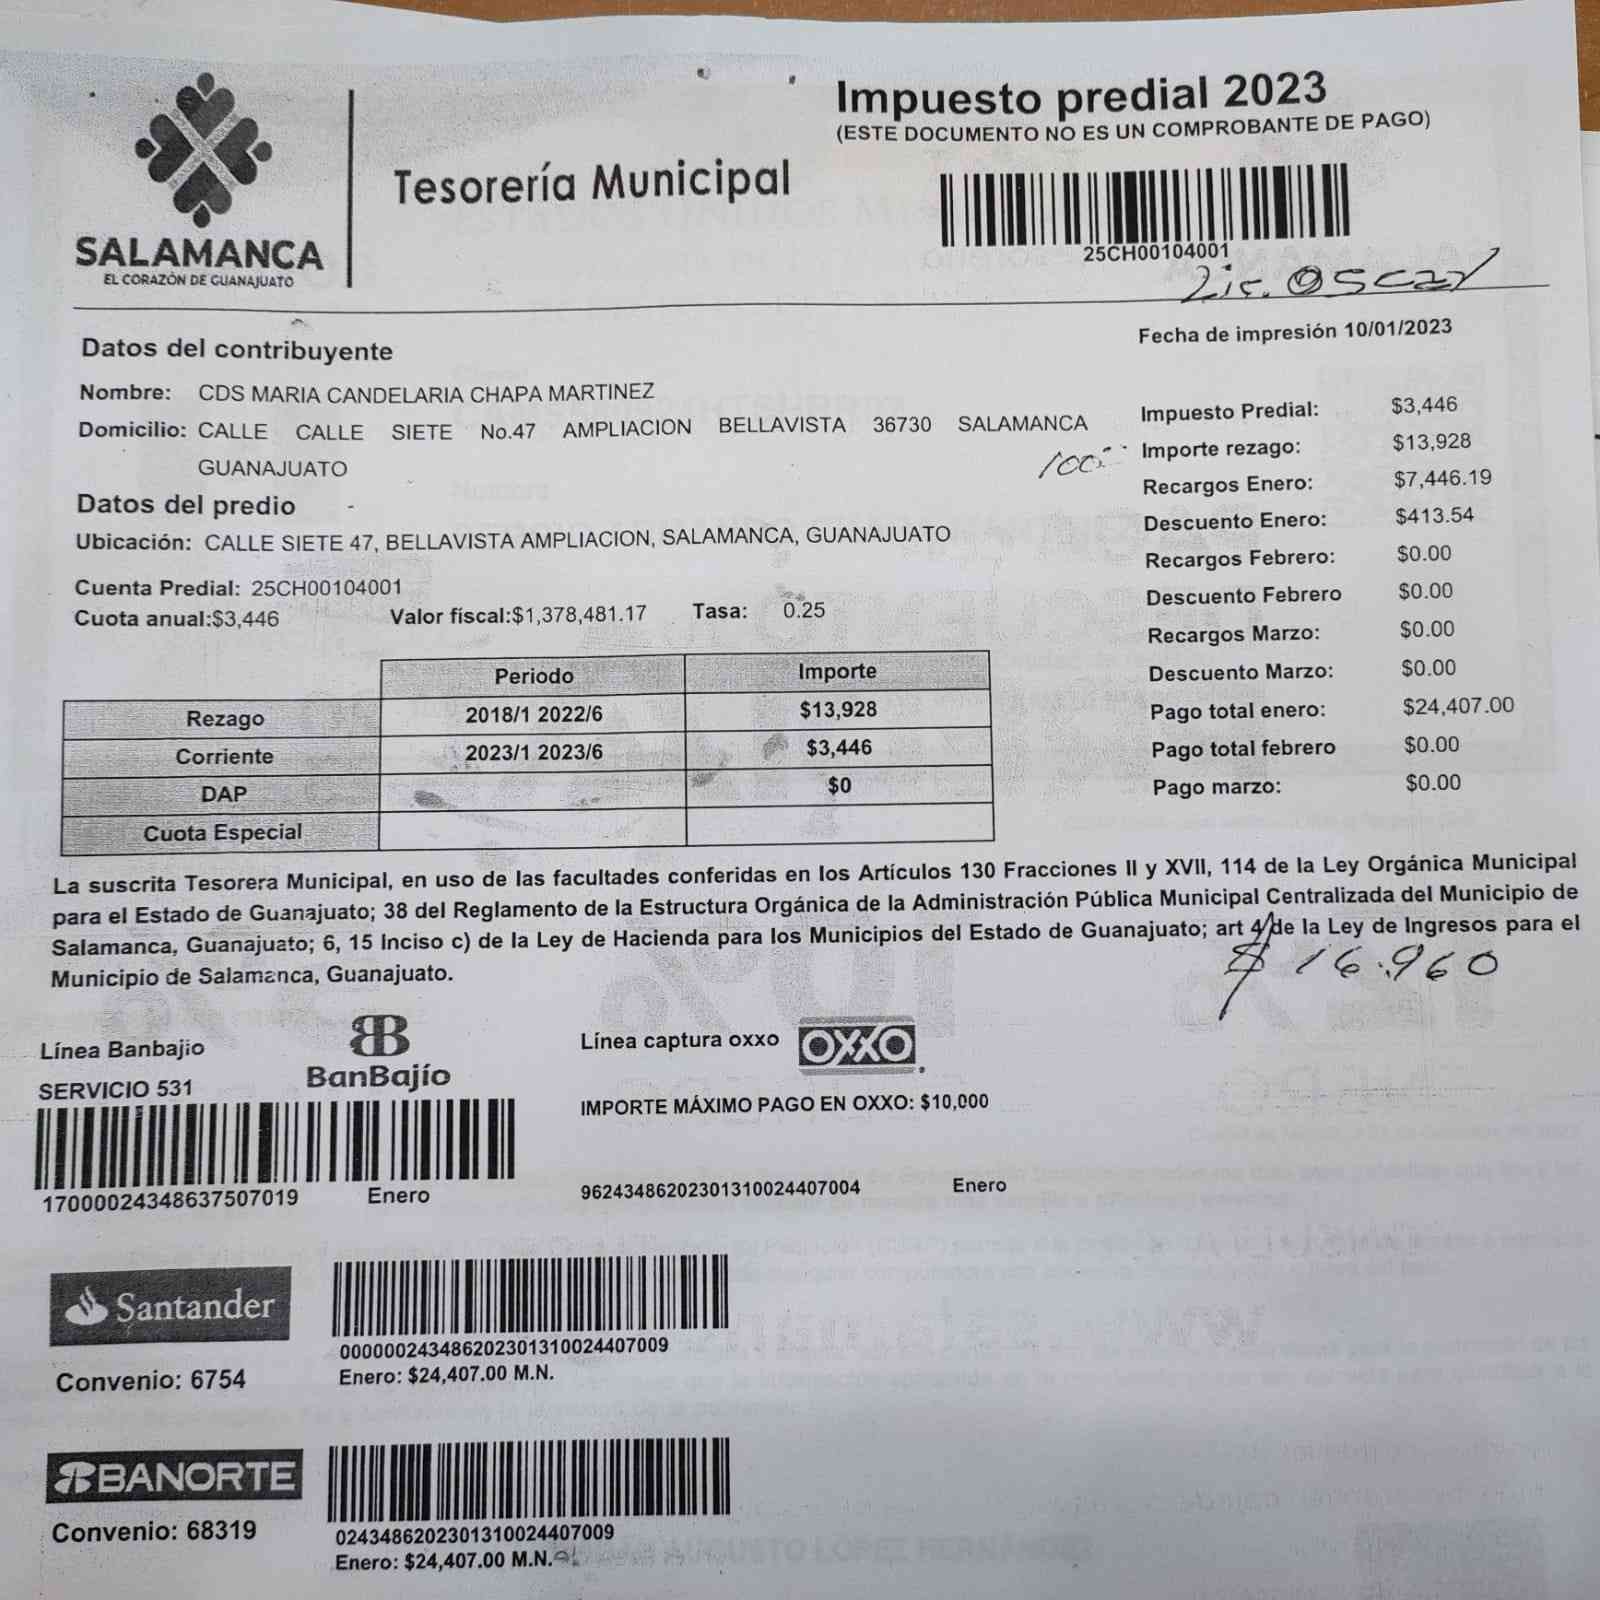 Impuesto predial 2023
(ESTE DOCUMENTO NO ES UN COMPROBANTE DE PAGO)
Tesorería Municipal
SALAMANCA
EL CORAZÓN DE GUANAJUATO
25CH00104001
Lic. Oscar
Fecha de impresión 10/01/2023
Datos del contribuyente
Nombre: CDS MARIA CANDELARIA CHAPA MARTINEZ
Domicilio: CALLE CALLE SIETE No.47 AMPLIACION BELLAVISTA 36730 SALAMANCA
GUANAJUATO
Datos del predio
Ubicación: CALLE SIETE 47, BELLAVISTA AMPLIACION, SALAMANCA, GUANAJUATO
Cuenta Predial: 25CH00104001
Cuota anual:$3,446 Valor fiscal:$1,378,481.17 Tasa: 0.25
Impuesto Predial: $3,446
Importe rezago: $13,928
Recargos Enero: $7,446.19
Descuento Enero: $413.54
Recargos Febrero: $0.00
Descuento Febrero $0.00
Recargos Marzo: $0.00
Descuento Marzo: $0.00
Pago total enero: $24,407.00
Pago total febrero $0.00
Pago marzo: $0.00
Periodo Importe
Rezago 2018/1 2022/6 $13,928
Corriente 2023/1 2023/6 $3,446
DAP $0
Cuota Especial
La suscrita Tesorera Municipal, en uso de las facultades conferidas en los Artículos 130 Fracciones II y XVII, 114 de la Ley Orgánica Municipal
para el Estado de Guanajuato; 38 del Reglamento de la Estructura Orgánica de la Administración Pública Municipal Centralizada del Municipio de
Salamanca, Guanajuato; 6, 15 Inciso c) de la Ley de Hacienda para los Municipios del Estado de Guanajuato; art 4 de la Ley de Ingresos para el
Municipio de Salamanca, Guanajuato.
$ 16.960
Línea Banbajio
SERVICIO 531
BanBajío
17000024348637507019 Enero
Línea captura oxxo OXXO
IMPORTE MÁXIMO PAGO EN OXXO: $10,000
96243486202301310024407004 Enero
Santander
Convenio: 6754
000000243486202301310024407009
Enero: $24,407.00 M.N.
BANORTE
Convenio: 68319
0243486202301310024407009
Enero: $24,407.00 M.N.